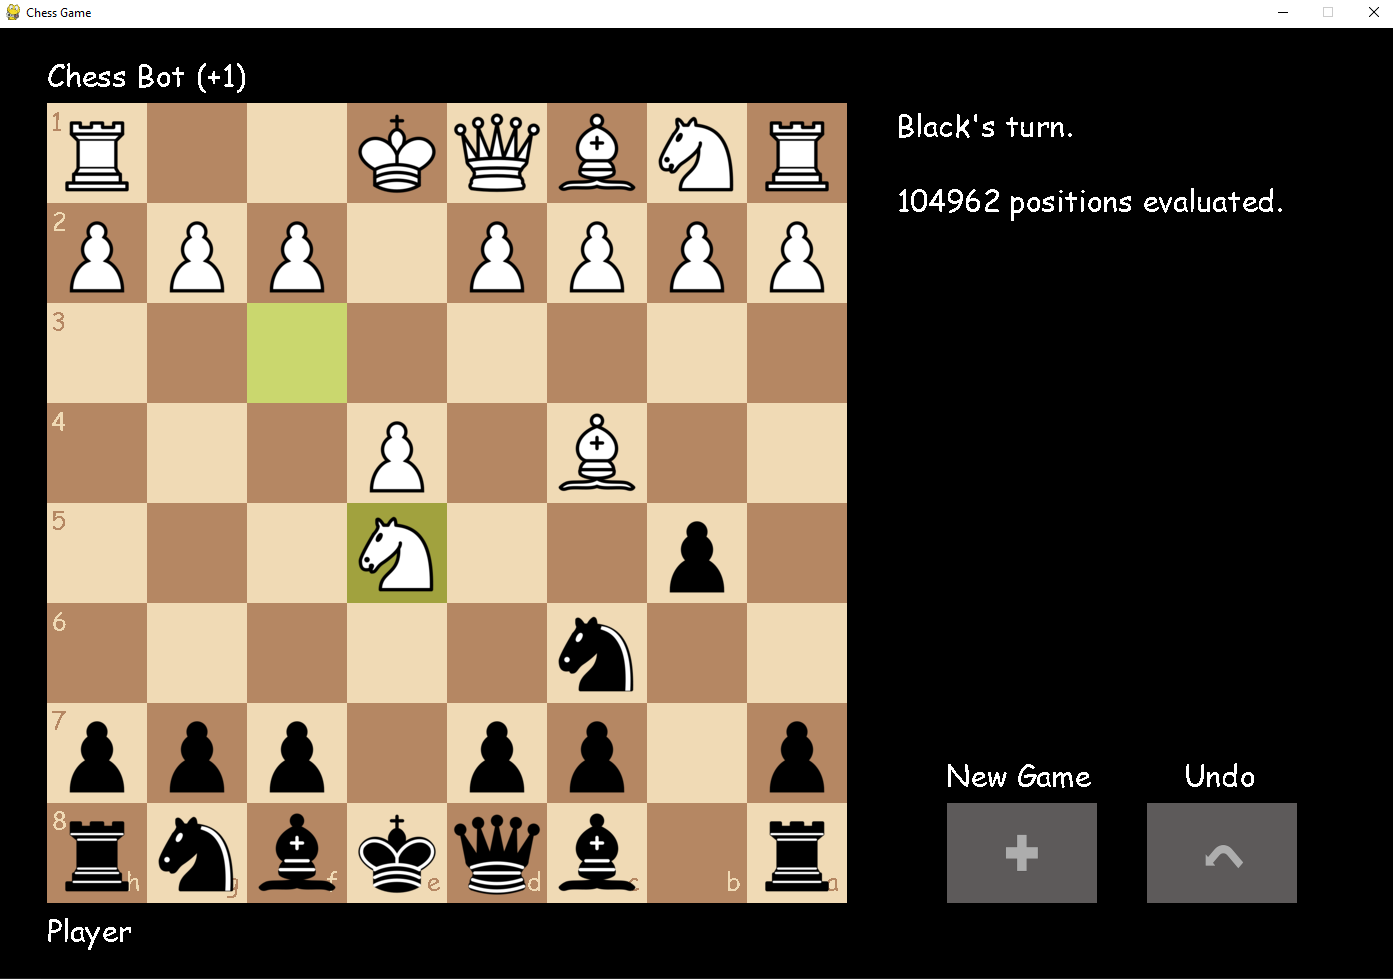 Chess Game
Chess Bot (+1)
Black's turn.
104962 positions evaluated.
1
2
3
4
5
6
7
8
h g f e d c b a
New Game Undo
Player